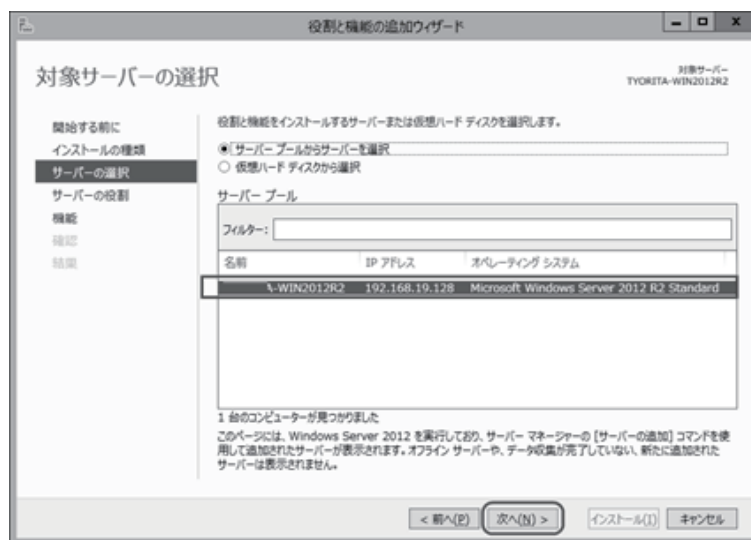 役割と機能の追加ウィザード
対象サーバーの選択
対象サーバー
TYORITA-WIN2012R2
開始する前に
インストールの種類
サーバーの選択
サーバーの役割
機能
確認
結果
役割と機能をインストールするサーバーまたは仮想ハード ディスクを選択します。
サーバー プールからサーバーを選択
仮想ハード ディスクから選択
サーバー プール
フィルター:
名前 IP アドレス オペレーティング システム
-WIN2012R2 192.168.19.128 Microsoft Windows Server 2012 R2 Standard
1 台のコンピューターが見つかりました
このページには、Windows Server 2012 を実行しており、サーバー マネージャーの [サーバーの追加] コマンドを使
用して追加されたサーバーが表示されます。オフライン サーバーや、データ収集が完了していない、新たに追加された
サーバーは表示されません。
< 前へ(P) 次へ(N) > インストール(I) キャンセル